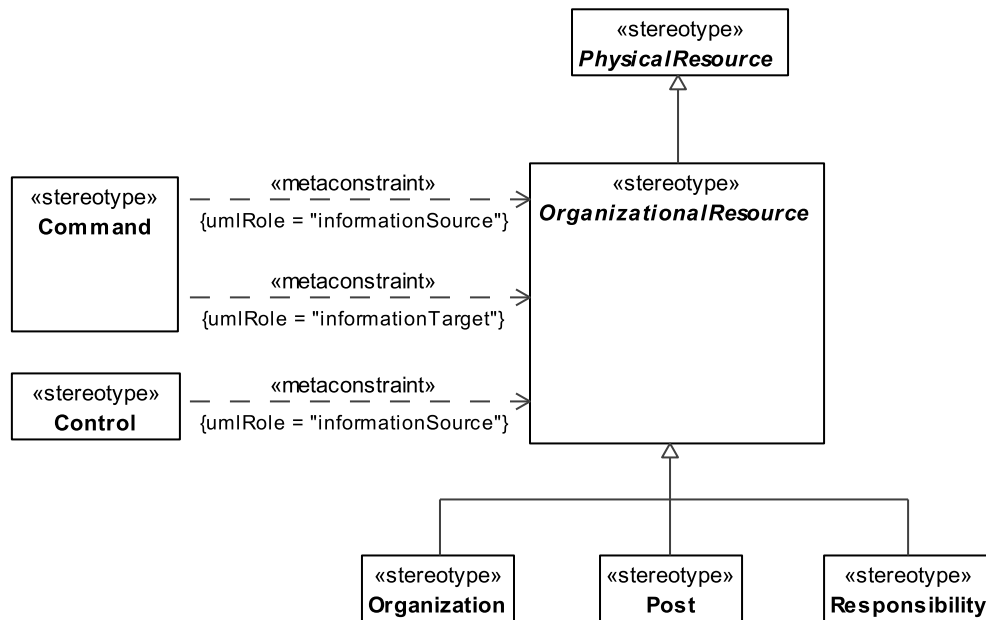 «stereotype»
PhysicalResource
«stereotype»
Command
«metaconstraint»
{umlRole = "informationSource"}
«metaconstraint»
{umlRole = "informationTarget"}
«stereotype»
OrganizationalResource
«stereotype»
Control
«metaconstraint»
{umlRole = "informationSource"}
«stereotype»
Organization
«stereotype»
Post
«stereotype»
Responsibility